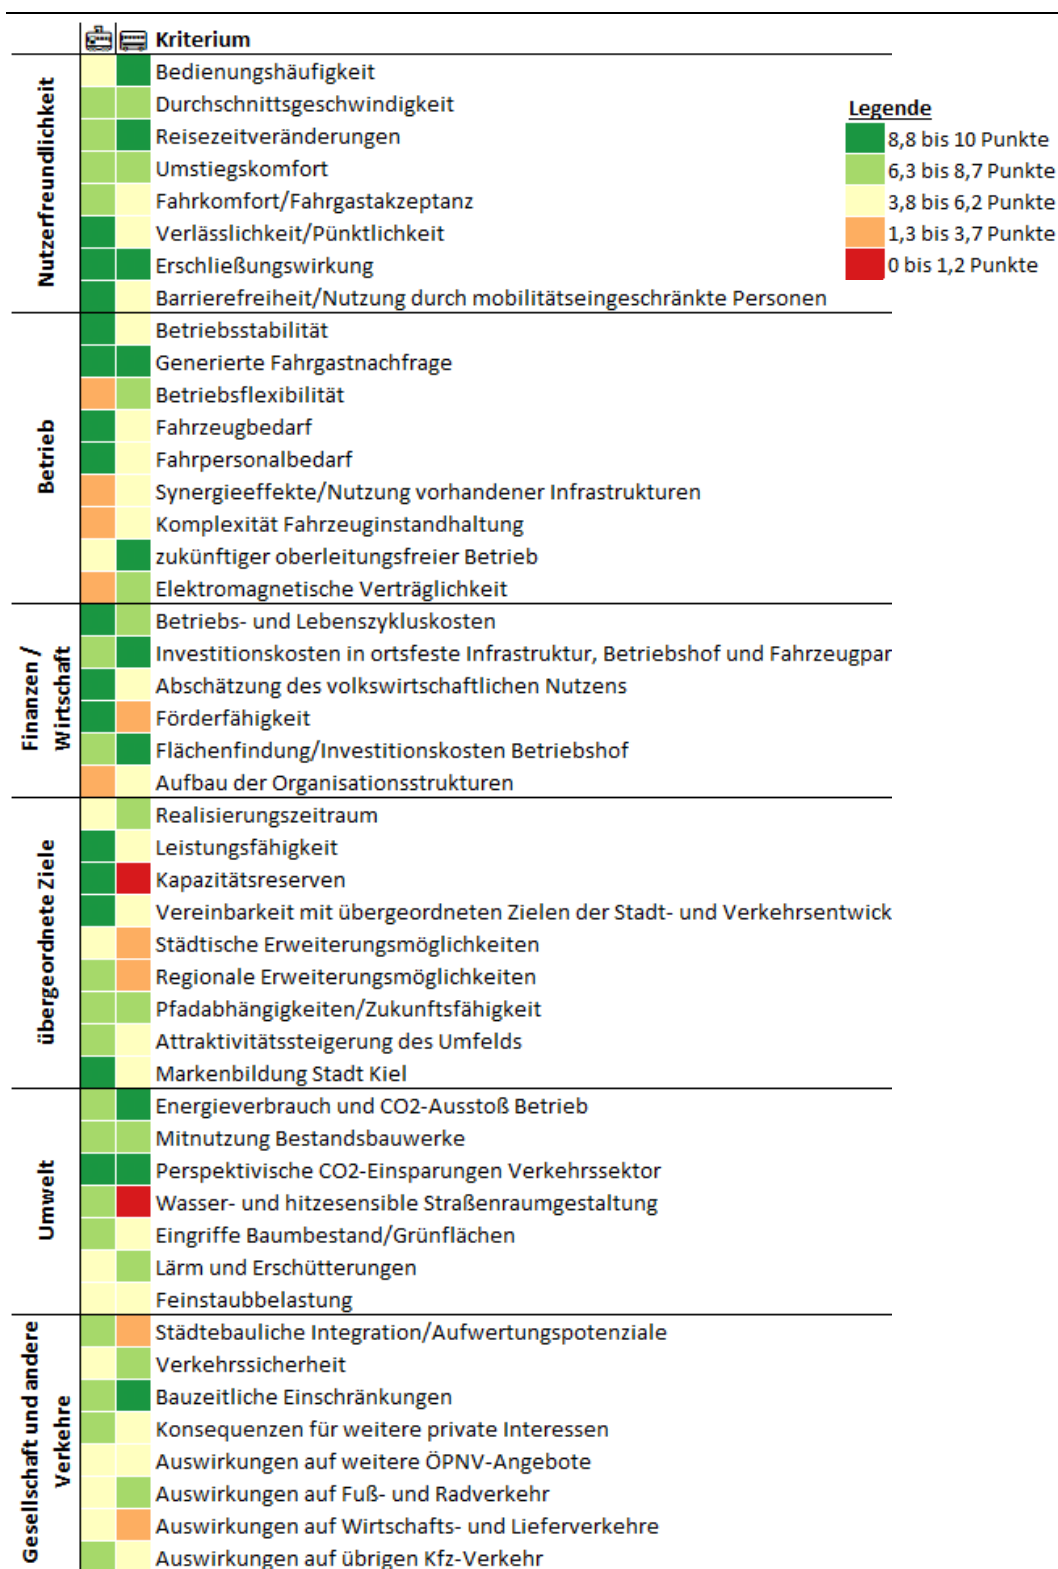 Kriterium
Nutzerfreundlichkeit
Bedienungshäufigkeit
Durchschnittsgeschwindigkeit
Reisezeitveränderungen
Umstiegskomfort
Fahrkomfort/Fahrgastakzeptanz
Verlässlichkeit/Pünktlichkeit
Erschließungswirkung
Barrierefreiheit/Nutzung durch mobilitätseingeschränkte Personen
Legende
8,8 bis 10 Punkte
6,3 bis 8,7 Punkte
3,8 bis 6,2 Punkte
1,3 bis 3,7 Punkte
0 bis 1,2 Punkte
Betrieb
Betriebsstabilität
Generierte Fahrgastnachfrage
Betriebsflexibilität
Fahrzeugbedarf
Fahrpersonalbedarf
Synergieeffekte/Nutzung vorhandener Infrastrukturen
Komplexität Fahrzeuginstandhaltung
zukünftiger oberleitungsfreier Betrieb
Elektromagnetische Verträglichkeit
Finanzen /
Wirtschaft
Betriebs- und Lebenszykluskosten
Investitionskosten in ortsfeste Infrastruktur, Betriebshof und Fahrzeugpar
Abschätzung des volkswirtschaftlichen Nutzens
Förderfähigkeit
Flächenfindung/Investitionskosten Betriebshof
Aufbau der Organisationsstrukturen
übergeordnete Ziele
Realisierungszeitraum
Leistungsfähigkeit
Kapazitätsreserven
Vereinbarkeit mit übergeordneten Zielen der Stadt- und Verkehrsentwick
Städtische Erweiterungsmöglichkeiten
Regionale Erweiterungsmöglichkeiten
Pfadabhängigkeiten/Zukunftsfähigkeit
Attraktivitätssteigerung des Umfelds
Markenbildung Stadt Kiel
Umwelt
Energieverbrauch und CO2-Ausstoß Betrieb
Mitnutzung Bestandsbauwerke
Perspektivische CO2-Einsparungen Verkehrssektor
Wasser- und hitzesensible Straßenraumgestaltung
Eingriffe Baumbestand/Grünflächen
Lärm und Erschütterungen
Feinstaubbelastung
Gesellschaft und andere
Verkehre
Städtebauliche Integration/Aufwertungspotenziale
Verkehrssicherheit
Bauzeitliche Einschränkungen
Konsequenzen für weitere private Interessen
Auswirkungen auf weitere ÖPNV-Angebote
Auswirkungen auf Fuß- und Radverkehr
Auswirkungen auf Wirtschafts- und Lieferverkehre
Auswirkungen auf übrigen Kfz-Verkehr